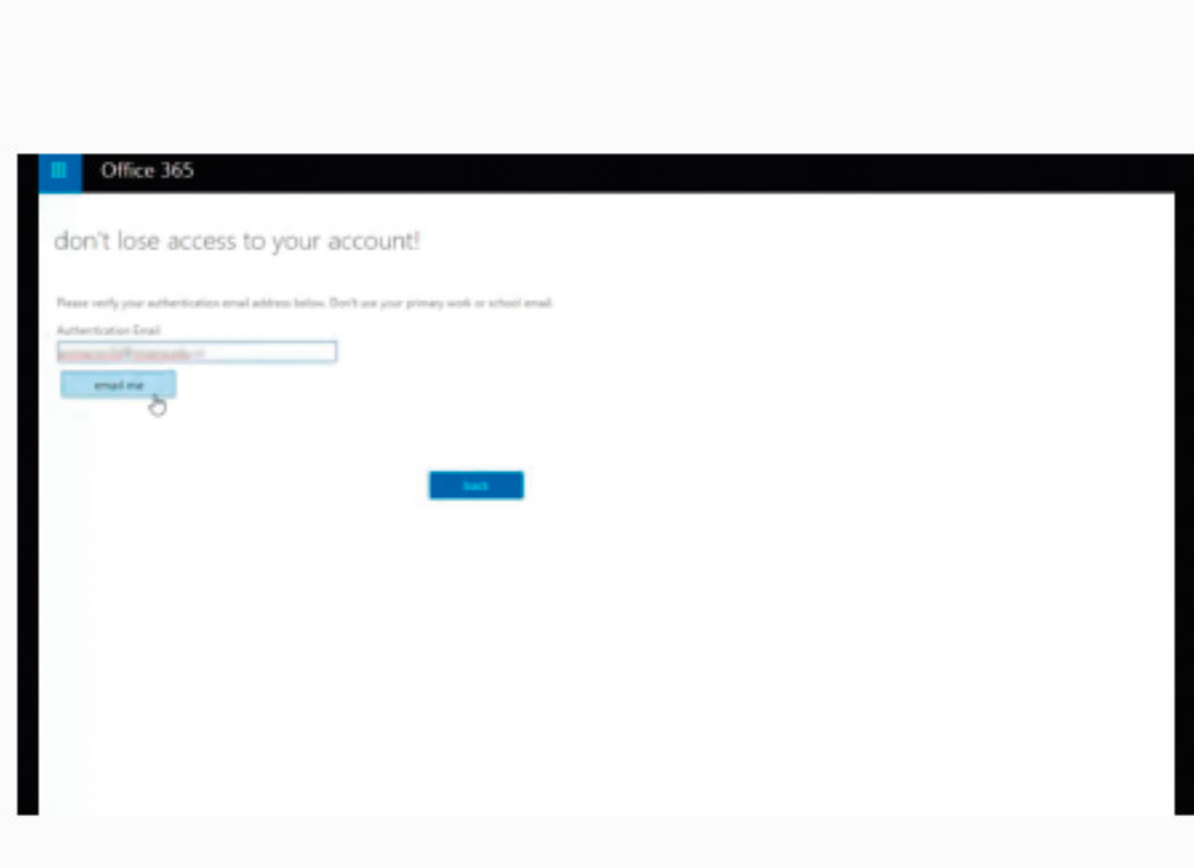 Office 365
don't lose access to your account!
Please verify your authentication email address below. Don't use your primary work or school email.
Authentication Email
email me
back